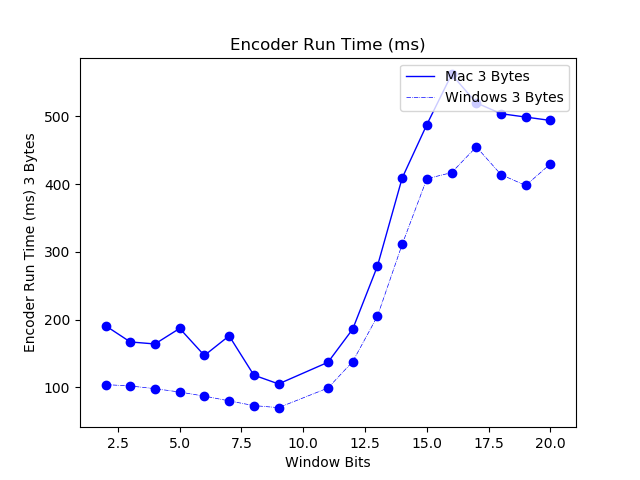 Encoder Run Time (ms)
Mac 3 Bytes
Windows 3 Bytes
Encoder Run Time (ms) 3 Bytes
500
400
300
200
100
2.5 5.0 7.5 10.0 12.5 15.0 17.5 20.0
Window Bits